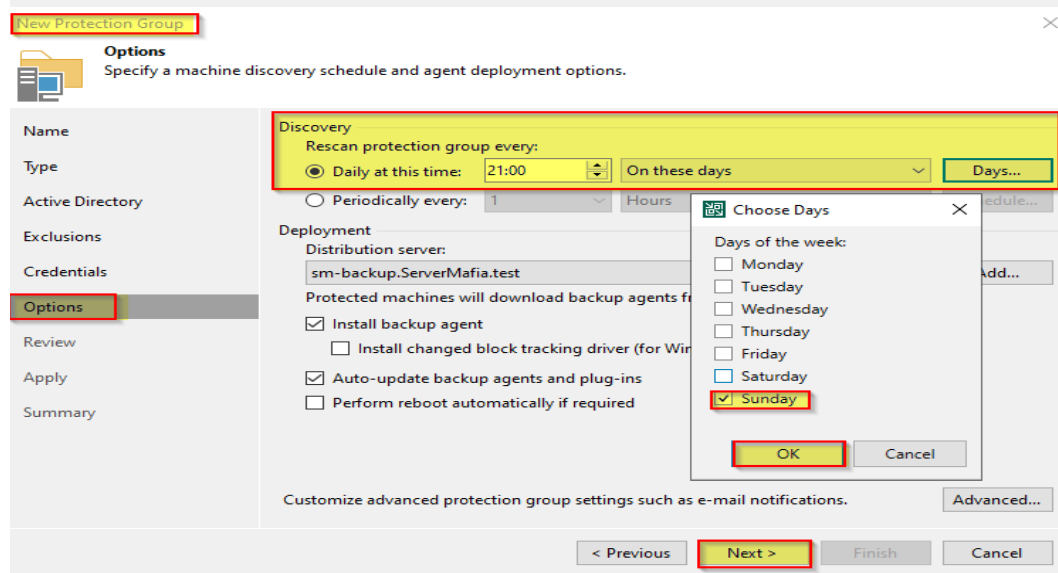 New Protection Group
Options
Specify a machine discovery schedule and agent deployment options.
Name
Type
Active Directory
Exclusions
Credentials
Options
Review
Apply
Summary
Discovery
Rescan protection group every:
Daily at this time: 21:00 On these days Days...
Periodically every: 1 Hours
Deployment
Distribution server:
sm-backup.ServerMafia.test
Protected machines will download backup agents
Install backup agent
Install changed block tracking driver (for
Auto-update backup agents and plug-ins
Perform reboot automatically if required
Choose Days
Days of the week:
Monday
Tuesday
Wednesday
Thursday
Friday
Saturday
Sunday
OK Cancel
Customize advanced protection group settings such as e-mail notifications. Advanced...
< Previous Next > Finish Cancel